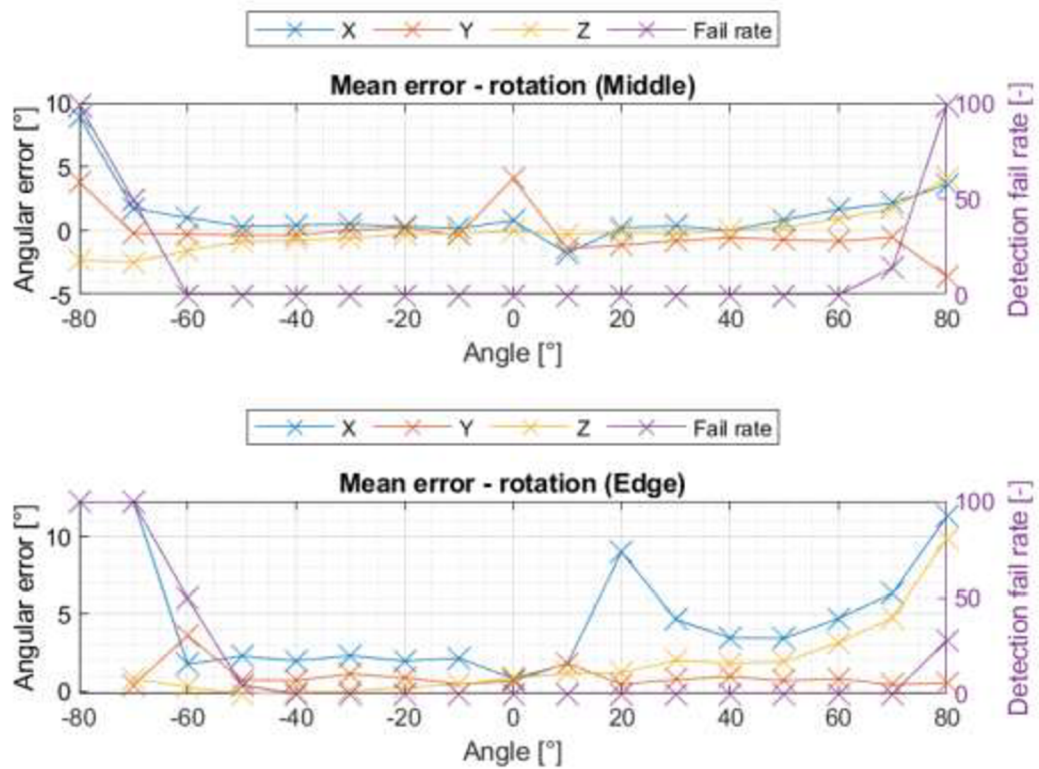 X Y Z Fail rate
Mean error - rotation (Middle)
Angular error [°]
10
5
0
-5
100
50
0
Detection fail rate [-]
-80 -60 -40 -20 0 20 40 60 80
Angle [°]
X Y Z Fail rate
Mean error - rotation (Edge)
Angular error [°]
10
5
0
100
50
0
Detection fail rate [-]
-80 -60 -40 -20 0 20 40 60 80
Angle [°]